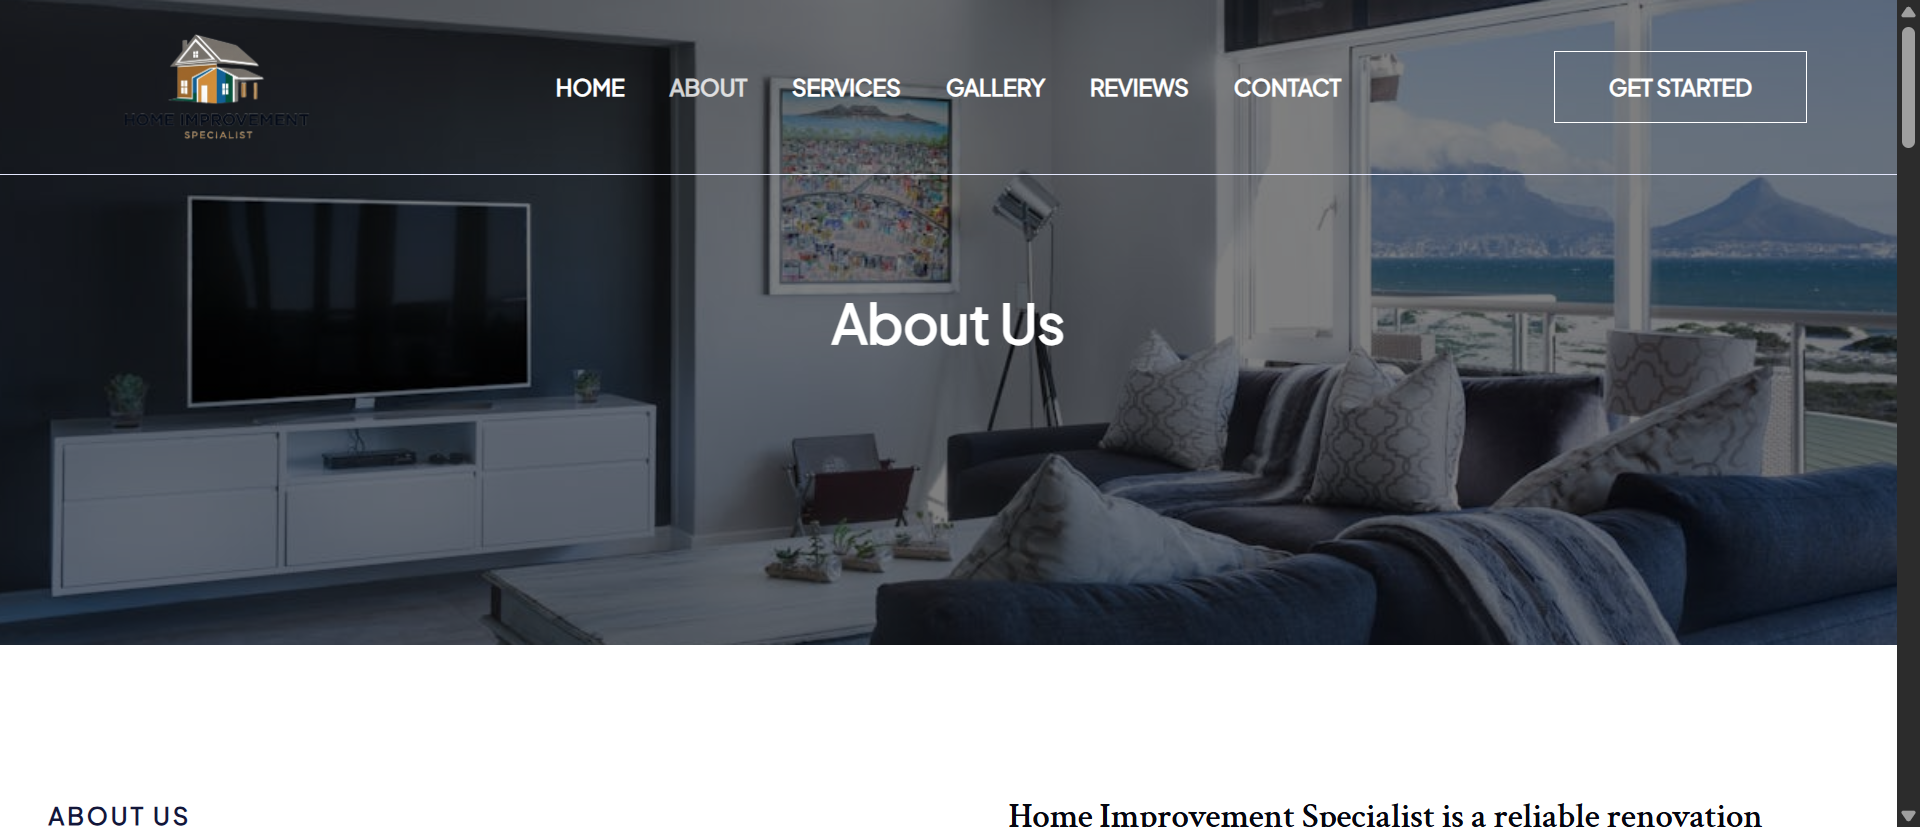 HOME IMPROVEMENT
SPECIALIST
HOME ABOUT SERVICES GALLERY REVIEWS CONTACT
GET STARTED
About Us
ABOUT US
Home Improvement Specialist is a reliable renovation